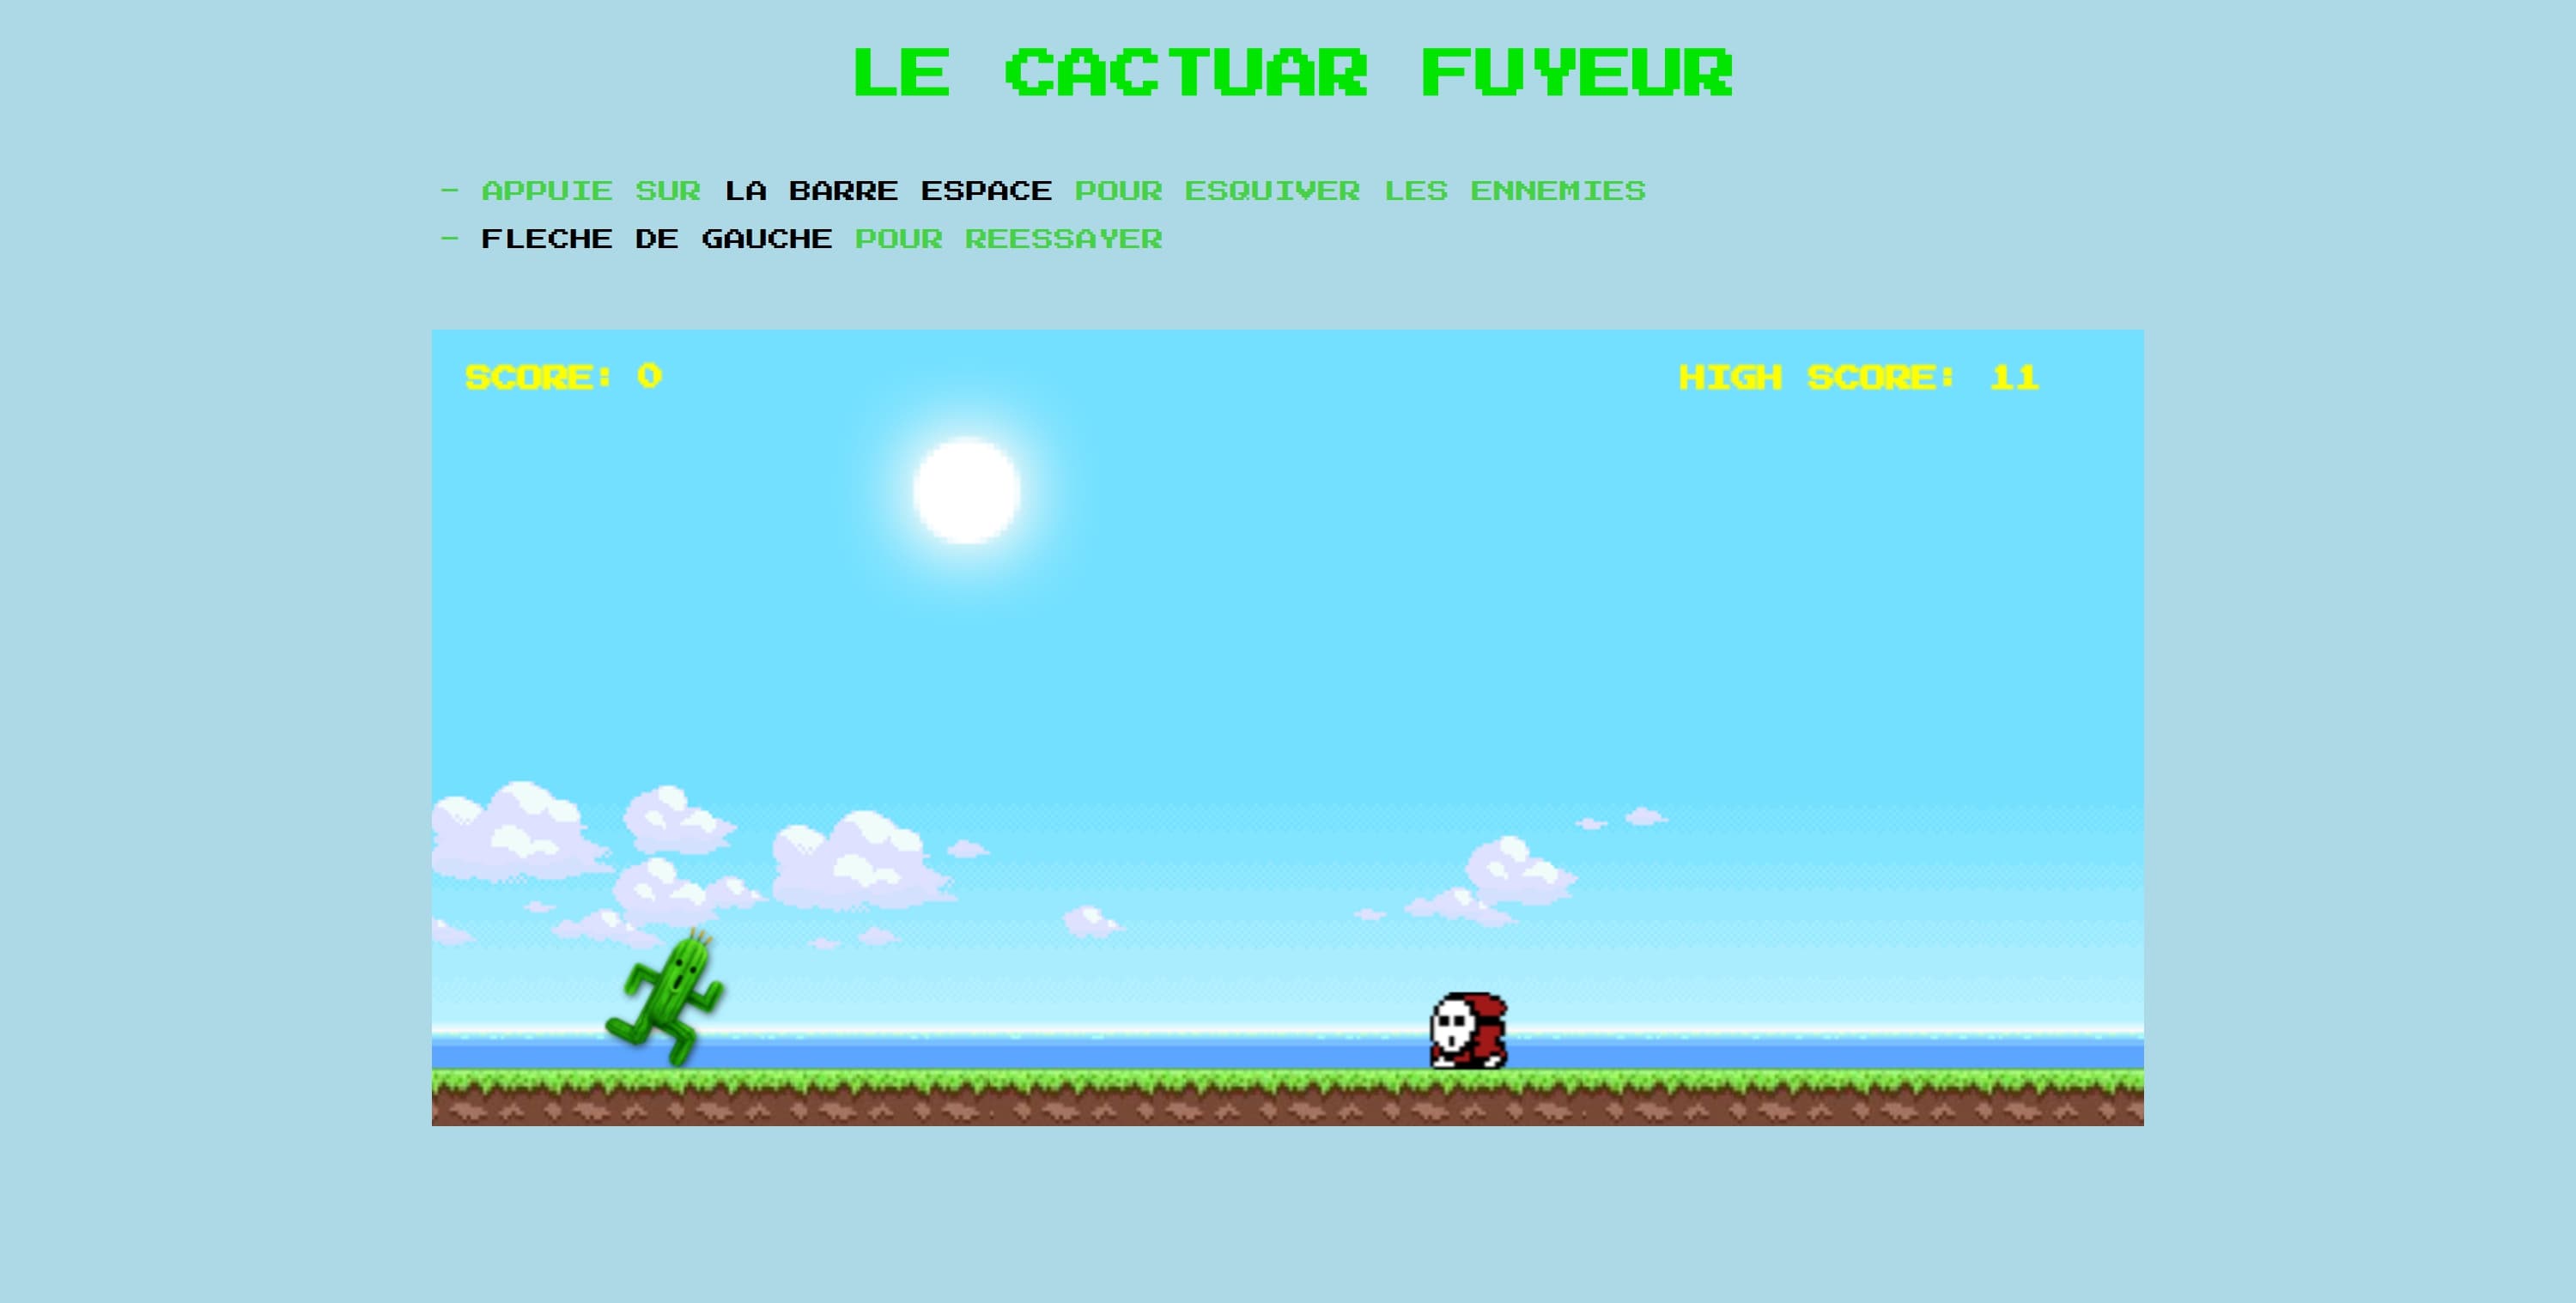 LE CACTUAR FUYEUR
- APPUIE SUR LA BARRE ESPACE POUR ESQUIVER LES ENNEMIES
- FLECHE DE GAUCHE POUR REESSAYER
SCORE: 0 HIGH SCORE: 11